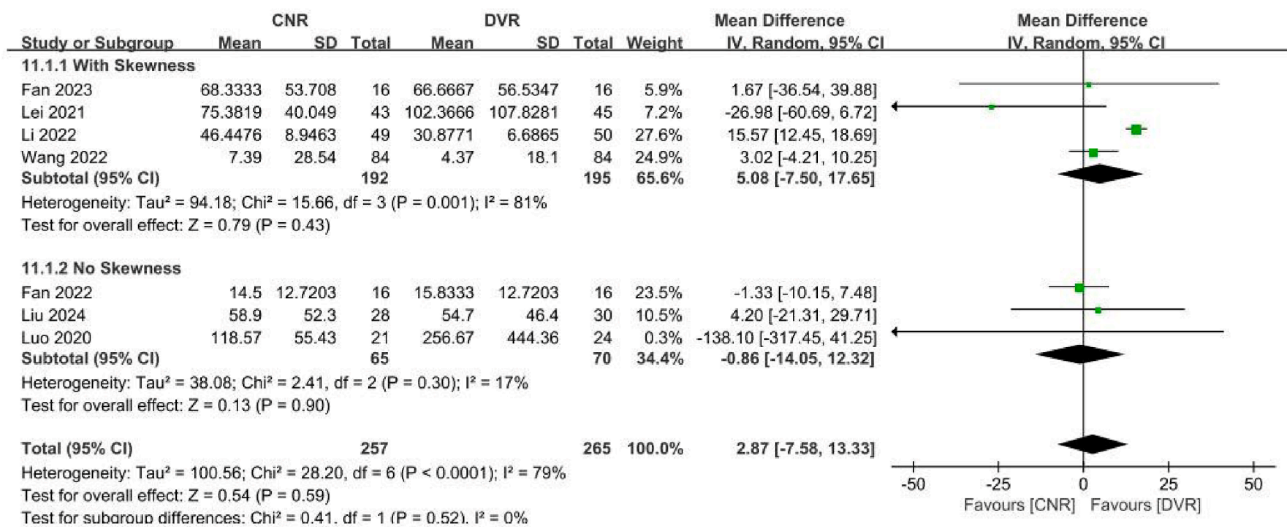 CNR DVR Mean Difference Mean Difference
Study or Subgroup Mean SD Total Mean SD Total Weight IV, Random, 95% CI IV, Random, 95% CI
11.1.1 With Skewness
Fan 2023 68.3333 53.708 16 66.6667 56.5347 16 5.9% 1.67 [-36.54, 39.88]
Lei 2021 75.3819 40.049 43 102.3666 107.8281 45 7.2% -26.98 [-60.69, 6.72]
Li 2022 46.4476 8.9463 49 30.8771 6.6865 50 27.6% 15.57 [12.45, 18.69]
Wang 2022 7.39 28.54 84 4.37 18.1 84 24.9% 3.02 [-4.21, 10.25]
Subtotal (95% CI) 192 195 65.6% 5.08 [-7.50, 17.65]
Heterogeneity: Tau² = 94.18; Chi² = 15.66, df = 3 (P = 0.001); I² = 81%
Test for overall effect: Z = 0.79 (P = 0.43)
11.1.2 No Skewness
Fan 2022 14.5 12.7203 16 15.8333 12.7203 16 23.5% -1.33 [-10.15, 7.48]
Liu 2024 58.9 52.3 28 54.7 46.4 30 10.5% 4.20 [-21.31, 29.71]
Luo 2020 118.57 55.43 21 256.67 444.36 24 0.3% -138.10 [-317.45, 41.25]
Subtotal (95% CI) 65 70 34.4% -0.86 [-14.05, 12.32]
Heterogeneity: Tau² = 38.08; Chi² = 2.41, df = 2 (P = 0.30); I² = 17%
Test for overall effect: Z = 0.13 (P = 0.90)
Total (95% CI) 257 265 100.0% 2.87 [-7.58, 13.33]
Heterogeneity: Tau² = 100.56; Chi² = 28.20, df = 6 (P < 0.0001); I² = 79%
Test for overall effect: Z = 0.54 (P = 0.59)
Test for subgroup differences: Chi² = 0.41, df = 1 (P = 0.52), I² = 0%
-50 -25 0 25 50
Favours [CNR] Favours [DVR]